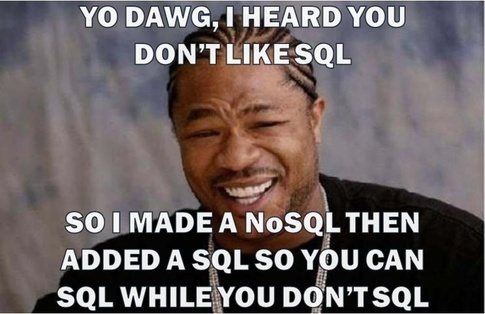 YO DAWG, I HEARD YOU
DON'T LIKE SQL
SO I MADE A NoSQL THEN
ADDED A SQL SO YOU CAN
SQL WHILE YOU DON'T SQL